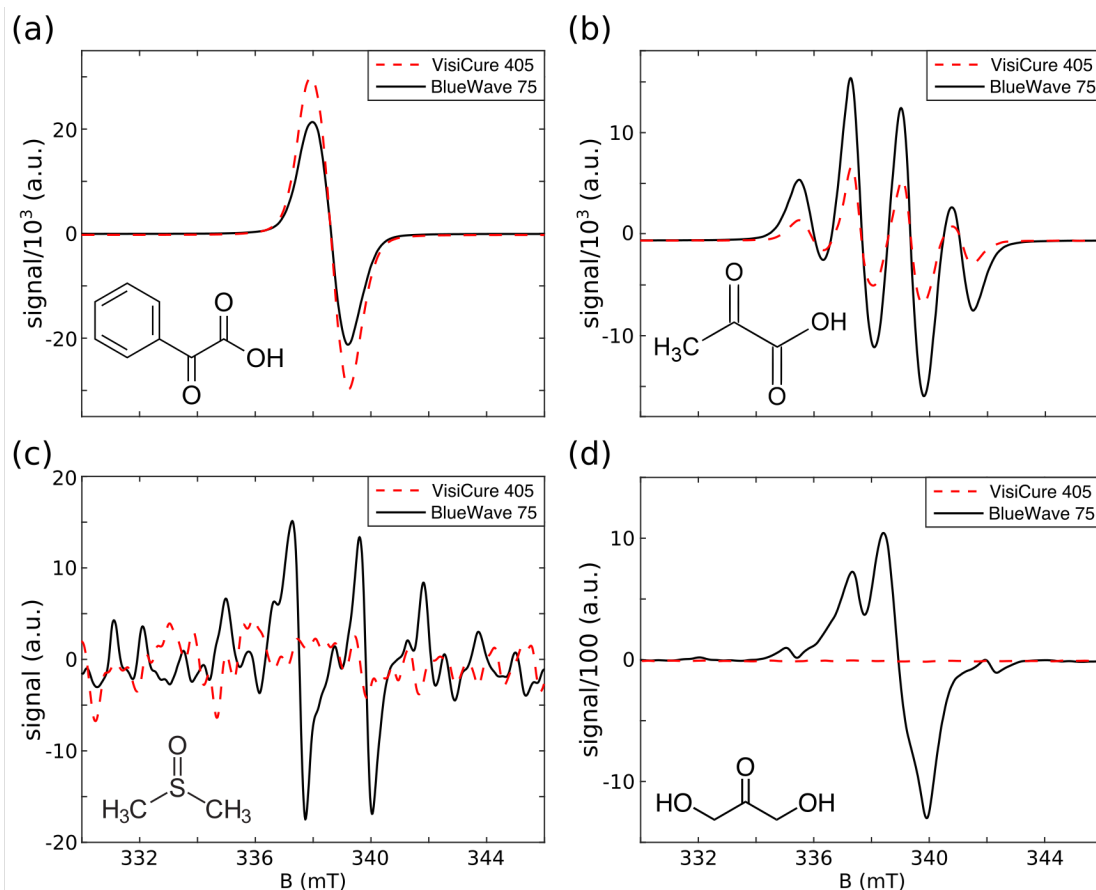 (a)
VisiCure 405
BlueWave 75
signal/10³ (a.u.)
20
0
-20
O
OH
O
(b)
VisiCure 405
BlueWave 75
signal/10³ (a.u.)
10
0
-10
O
OH
H₃C
O
(c)
VisiCure 405
BlueWave 75
signal (a.u.)
20
10
0
-10
-20
O
S
H₃C
CH₃
332
336
340
344
B (mT)
(d)
VisiCure 405
BlueWave 75
signal/100 (a.u.)
10
0
-10
O
HO
OH
332
336
340
344
B (mT)